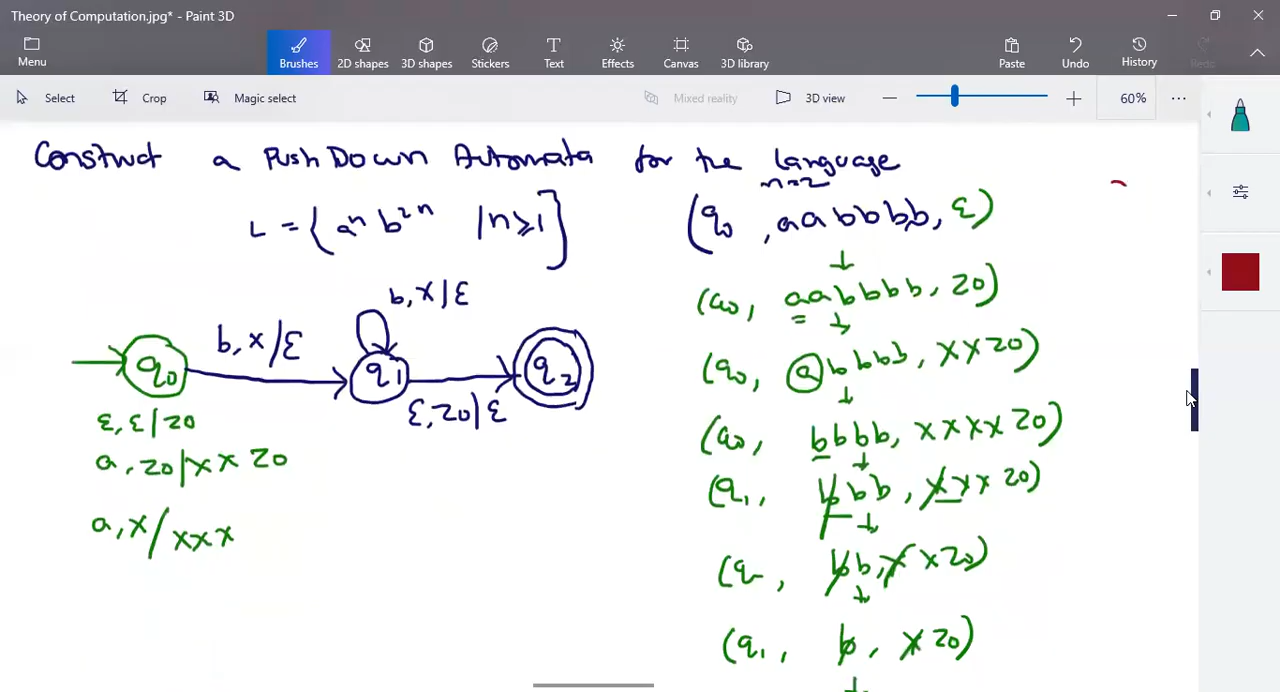 Theory of Computation.jpg* - Paint 3D
Menu
Brushes
2D shapes
3D shapes
Stickers
Text
Effects
Canvas
3D library
Paste
Undo
History
Redo
Select
Crop
Magic select
Mixed reality
3D view
60%
Construct a PushDown Automata for the language
L = { aⁿ b²ⁿ | n ≥ 1 }
n=2
(q0, aabbbb, ε)
(q0, aabbbb, z0)
(q0, abbbb, xxz0)
(q0, bbbb, xxxxz0)
(q1, bbb, xxxz0)
(q1, bb, xxz0)
(q1, b, xz0)
b, x/ε
b, x/ε
q0
q1
q2
ε, z0/ε
ε, ε/z0
a, z0/xxz0
a, x/xxx